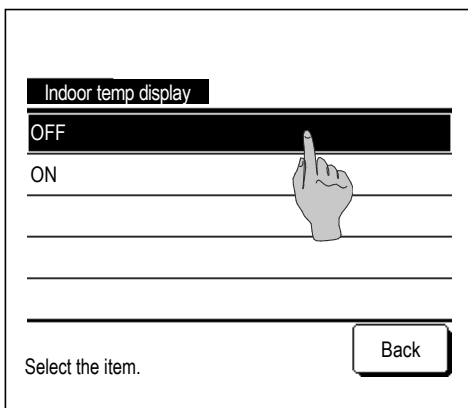 Indoor temp display
OFF
ON
Select the item.
Back